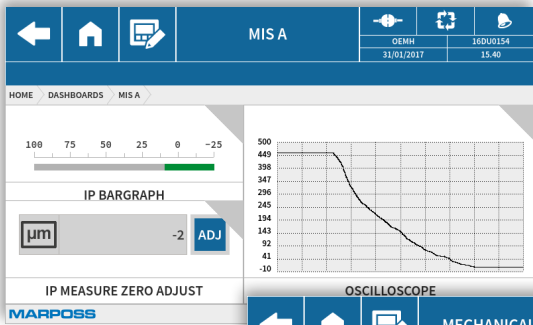 MIS A
OEMH
16DU0154
31/01/2017
15.40
HOME DASHBOARDS MIS A
100 75 50 25 0 -25
IP BARGRAPH
µm -2 ADJ
IP MEASURE ZERO ADJUST
500
449
398
347
296
245
194
143
92
41
-10
OSCILLOSCOPE
MARPOSS
MECHANICAL